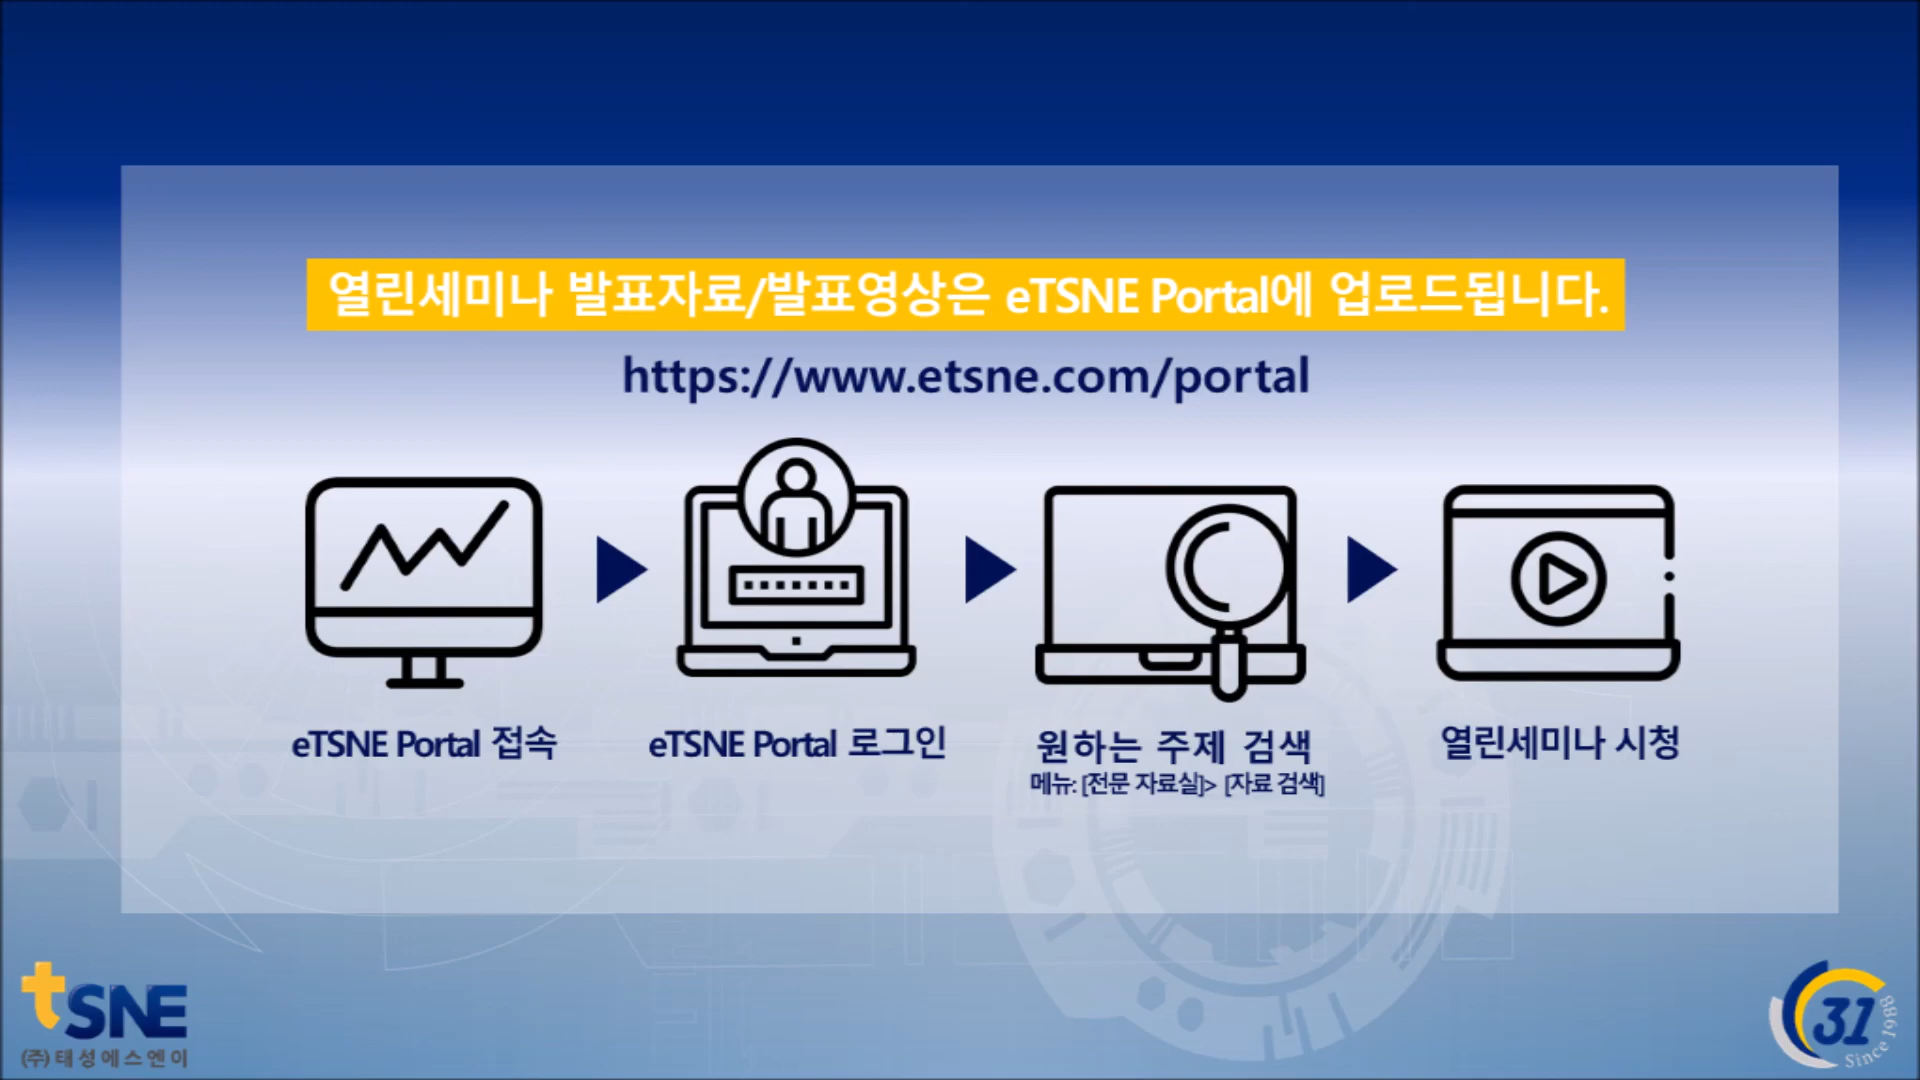 열린세미나 발표자료/발표영상은 eTSNE Portal에 업로드됩니다.
https://www.etsne.com/portal
eTSNE Portal 접속
eTSNE Portal 로그인
원하는 주제 검색
메뉴: [전문 자료실]> [자료 검색]
열린세미나 시청
tSNE
(주)태성에스엔이
31
Since 1988